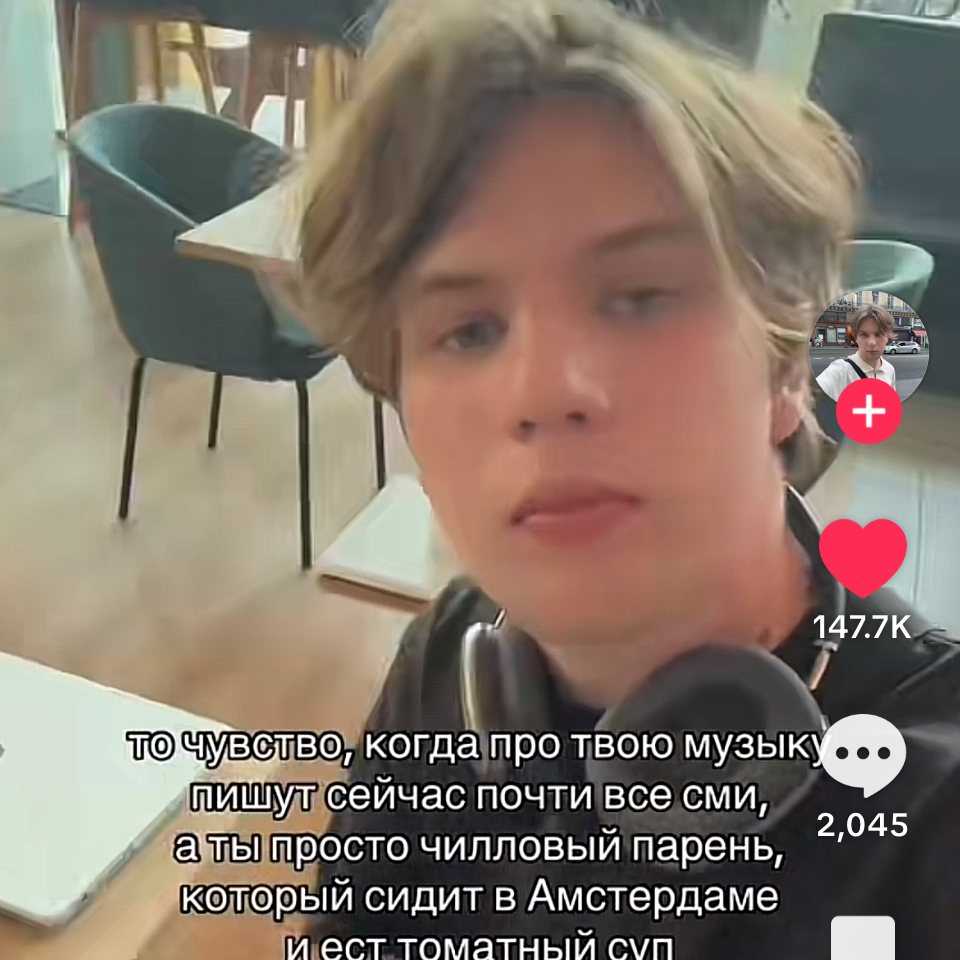 147.7K
то чувство, когда про твою музыку
пишут сейчас почти все сми,
2,045
а ты просто чилловый парень,
который сидит в Амстердаме
и ест томатный суп